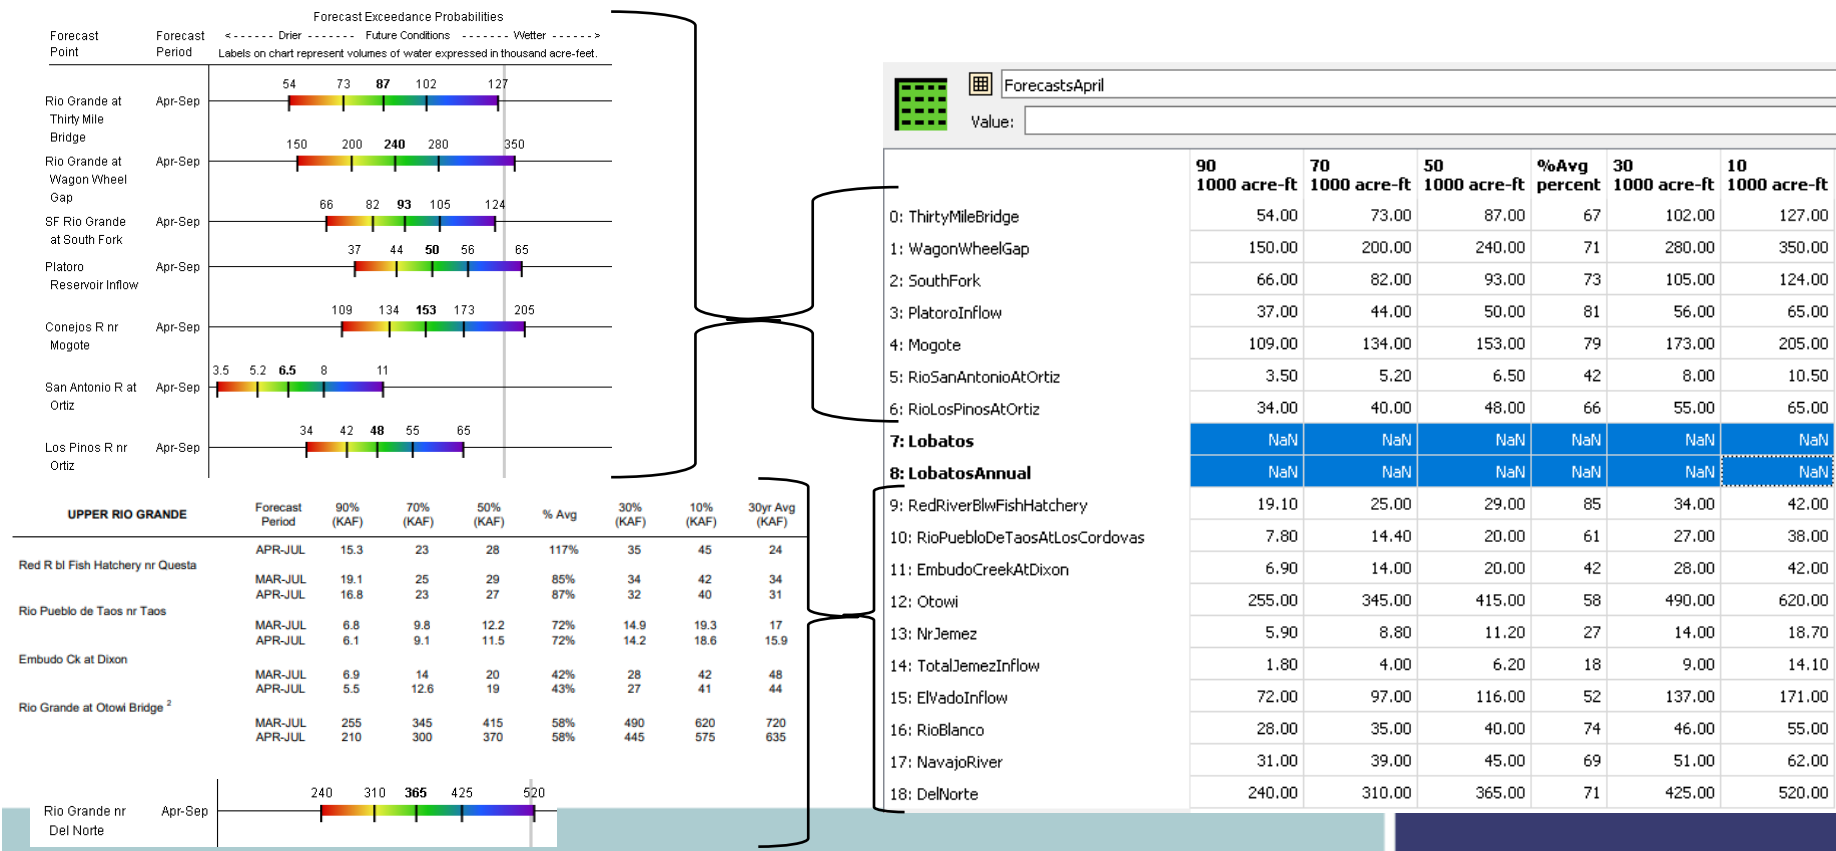 Forecast Exceedance Probabilities
Forecast Point
Forecast Period
<------ Drier ------- Future Conditions ------- Wetter ------>
Labels on chart represent volumes of water expressed in thousand acre-feet.
54 73 87 102 127
Rio Grande at Apr-Sep
Thirty Mile
Bridge
150 200 240 280 350
Rio Grande at Apr-Sep
Wagon Wheel
Gap
66 82 93 105 124
SF Rio Grande Apr-Sep
at South Fork
37 44 50 56 65
Platoro Apr-Sep
Reservoir Inflow
109 134 153 173 205
Conejos R nr Apr-Sep
Mogote
3.5 5.2 6.5 8 11
San Antonio R at Apr-Sep
Ortiz
34 42 48 55 65
Los Pinos R nr Apr-Sep
Ortiz
UPPER RIO GRANDE Forecast Period 90% (KAF) 70% (KAF) 50% (KAF) % Avg 30% (KAF) 10% (KAF) 30yr Avg (KAF)
APR-JUL 15.3 23 28 117% 35 45 24
Red R bl Fish Hatchery nr Questa
MAR-JUL 19.1 25 29 85% 34 42 34
APR-JUL 16.8 23 27 87% 32 40 31
Rio Pueblo de Taos nr Taos
MAR-JUL 6.8 9.8 12.2 72% 14.9 19.3 17
APR-JUL 6.1 9.1 11.5 72% 14.2 18.6 15.9
Embudo Ck at Dixon
MAR-JUL 6.9 14 20 42% 28 42 48
APR-JUL 5.5 12.6 19 43% 27 41 44
Rio Grande at Otowi Bridge 2
MAR-JUL 255 345 415 58% 490 620 720
APR-JUL 210 300 370 58% 445 575 635
240 310 365 425 520
Rio Grande nr Apr-Sep
Del Norte
ForecastsApril
Value:
90 70 50 %Avg 30 10
1000 acre-ft 1000 acre-ft 1000 acre-ft percent 1000 acre-ft 1000 acre-ft
0: ThirtyMileBridge 54.00 73.00 87.00 67 102.00 127.00
1: WagonWheelGap 150.00 200.00 240.00 71 280.00 350.00
2: SouthFork 66.00 82.00 93.00 73 105.00 124.00
3: PlatoroInflow 37.00 44.00 50.00 81 56.00 65.00
4: Mogote 109.00 134.00 153.00 79 173.00 205.00
5: RioSanAntonioAtOrtiz 3.50 5.20 6.50 42 8.00 10.50
6: RioLosPinosAtOrtiz 34.00 40.00 48.00 66 55.00 65.00
7: Lobatos NaN NaN NaN NaN NaN NaN
8: LobatosAnnual NaN NaN NaN NaN NaN NaN
9: RedRiverBlwFishHatchery 19.10 25.00 29.00 85 34.00 42.00
10: RioPuebloDeTaosAtLosCordovas 7.80 14.40 20.00 61 27.00 38.00
11: EmbudoCreekAtDixon 6.90 14.00 20.00 42 28.00 42.00
12: Otowi 255.00 345.00 415.00 58 490.00 620.00
13: NrJemez 5.90 8.80 11.20 27 14.00 18.70
14: TotalJemezInflow 1.80 4.00 6.20 18 9.00 14.10
15: ElVadoInflow 72.00 97.00 116.00 52 137.00 171.00
16: RioBlanco 28.00 35.00 40.00 74 46.00 55.00
17: NavajoRiver 31.00 39.00 45.00 69 51.00 62.00
18: DelNorte 240.00 310.00 365.00 71 425.00 520.00